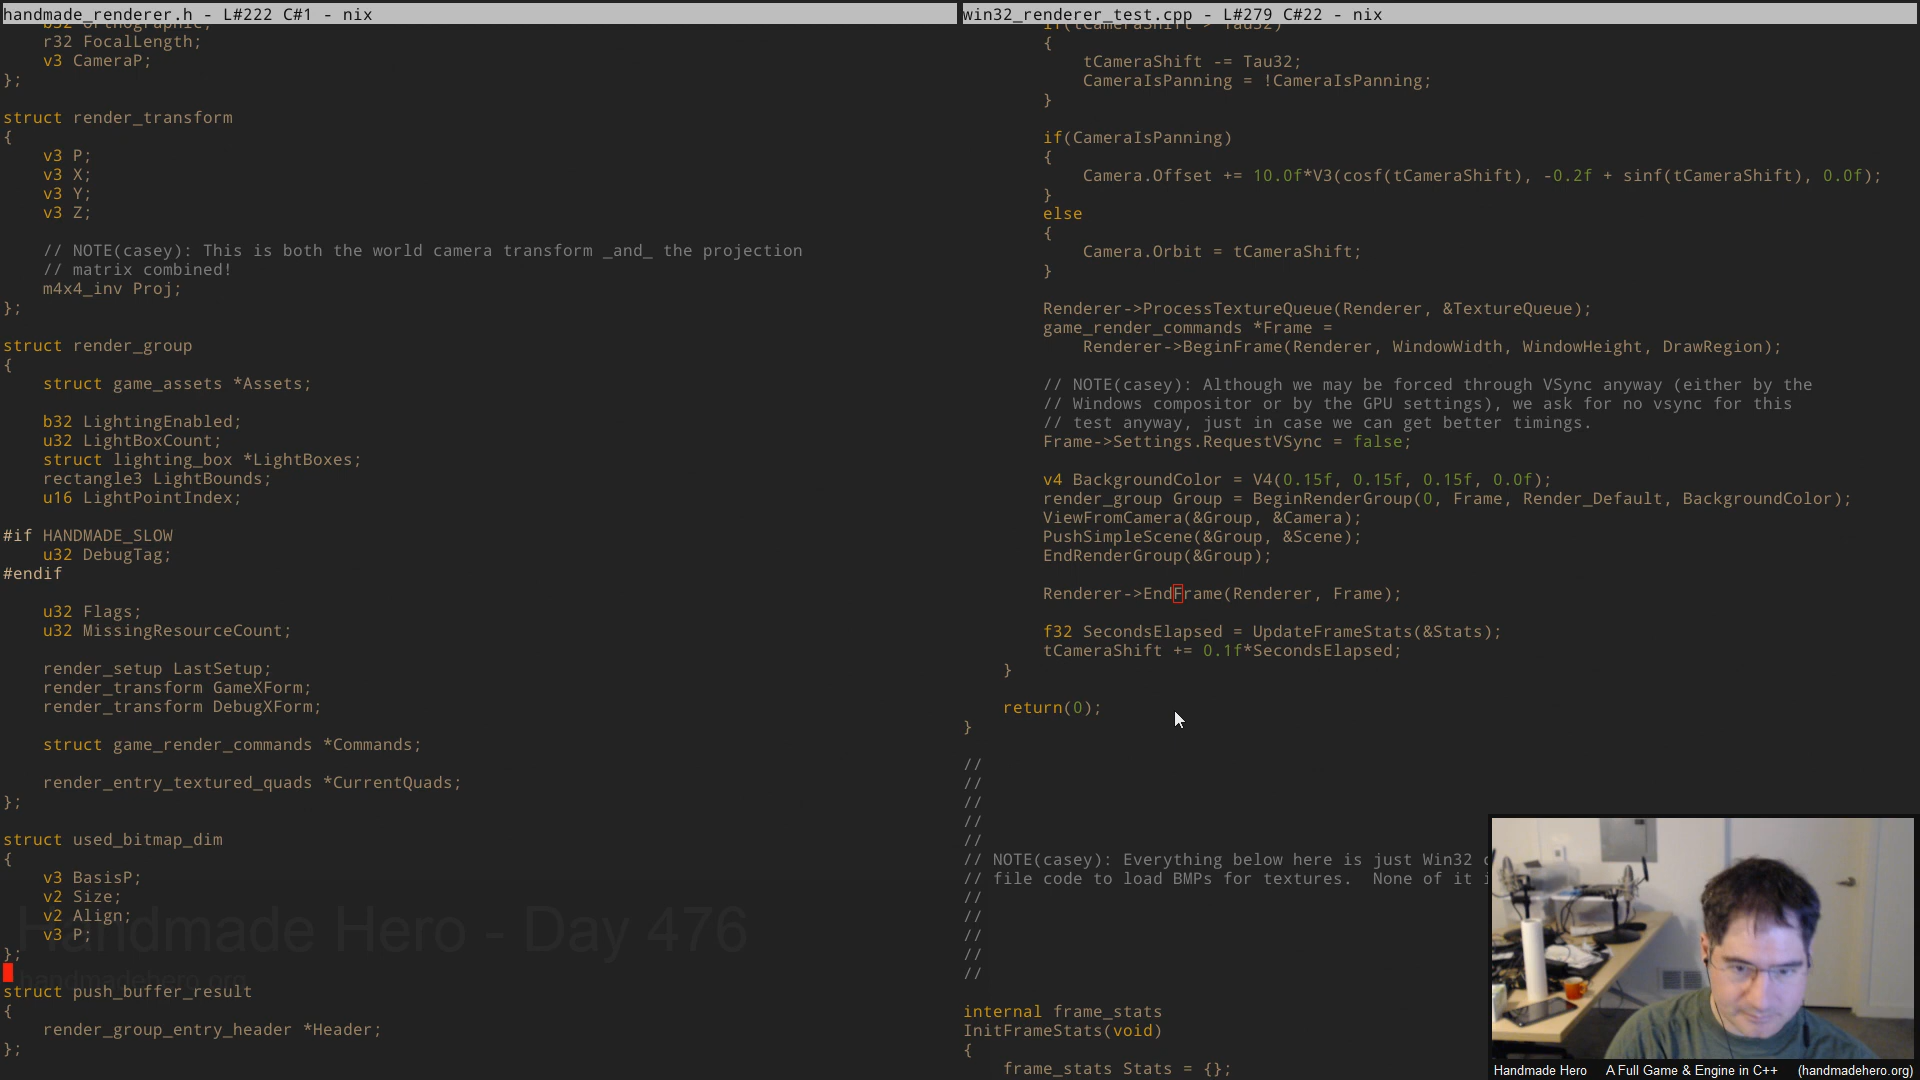 handmade_renderer.h - L#222 C#1 - nix
b32 Orthographic;
r32 FocalLength;
v3 CameraP;
};
struct render_transform
{
v3 P;
v3 X;
v3 Y;
v3 Z;
// NOTE(casey): This is both the world camera transform _and_ the projection
// matrix combined!
m4x4_inv Proj;
};
struct render_group
{
struct game_assets *Assets;
b32 LightingEnabled;
u32 LightBoxCount;
struct lighting_box *LightBoxes;
rectangle3 LightBounds;
u16 LightPointIndex;
#if HANDMADE_SLOW
u32 DebugTag;
#endif
u32 Flags;
u32 MissingResourceCount;
render_setup LastSetup;
render_transform GameXForm;
render_transform DebugXForm;
struct game_render_commands *Commands;
render_entry_textured_quads *CurrentQuads;
};
struct used_bitmap_dim
{
v3 BasisP;
v2 Size;
v2 Align;
v3 P;
};
struct push_buffer_result
{
render_group_entry_header *Header;
};
Handmade Hero - Day 476
handmadehero.org
win32_renderer_test.cpp - L#279 C#22 - nix
if(tCameraShift > Tau32)
{
tCameraShift -= Tau32;
CameraIsPanning = !CameraIsPanning;
}
if(CameraIsPanning)
{
Camera.Offset += 10.0f*V3(cosf(tCameraShift), -0.2f + sinf(tCameraShift), 0.0f);
}
else
{
Camera.Orbit = tCameraShift;
}
Renderer->ProcessTextureQueue(Renderer, &TextureQueue);
game_render_commands *Frame =
Renderer->BeginFrame(Renderer, WindowWidth, WindowHeight, DrawRegion);
// NOTE(casey): Although we may be forced through VSync anyway (either by the
// Windows compositor or by the GPU settings), we ask for no vsync for this
// test anyway, just in case we can get better timings.
Frame->Settings.RequestVSync = false;
v4 BackgroundColor = V4(0.15f, 0.15f, 0.15f, 0.0f);
render_group Group = BeginRenderGroup(0, Frame, Render_Default, BackgroundColor);
ViewFromCamera(&Group, &Camera);
PushSimpleScene(&Group, &Scene);
EndRenderGroup(&Group);
Renderer->EndFrame(Renderer, Frame);
f32 SecondsElapsed = UpdateFrameStats(&Stats);
tCameraShift += 0.1f*SecondsElapsed;
}
return(0);
}
//
//
//
//
//
// NOTE(casey): Everything below here is just Win32
// file code to load BMPs for textures.  None of it
//
//
//
//
//
internal frame_stats
InitFrameStats(void)
{
frame_stats Stats = {};
Handmade Hero A Full Game & Engine in C++ (handmadehero.org)